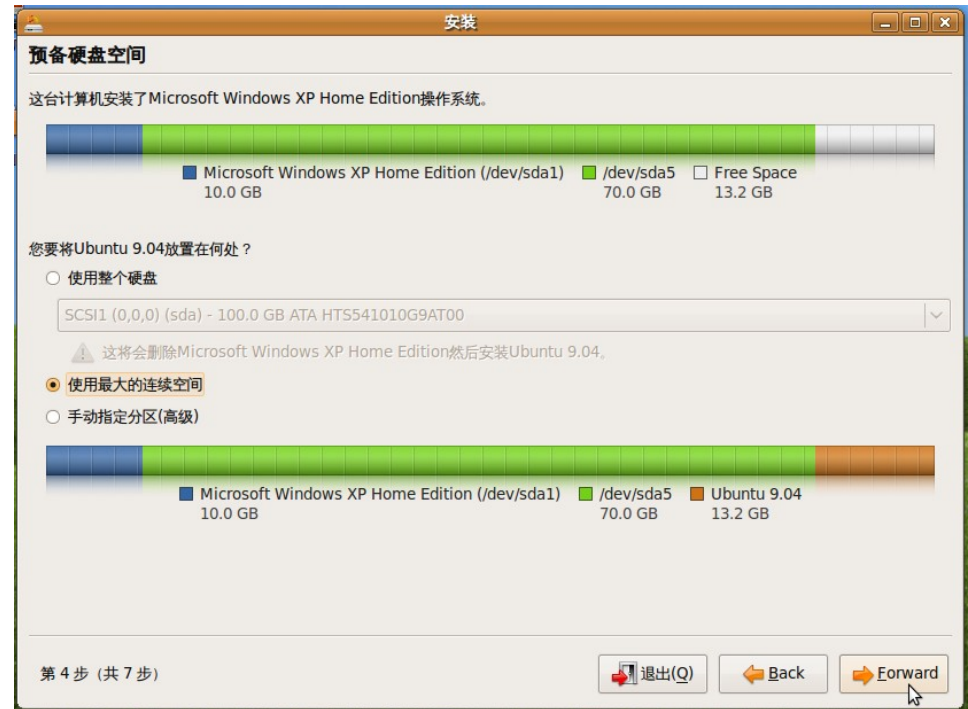 安装
预备硬盘空间
这台计算机安装了Microsoft Windows XP Home Edition操作系统。
Microsoft Windows XP Home Edition (/dev/sda1) /dev/sda5 Free Space
10.0 GB 70.0 GB 13.2 GB
您要将Ubuntu 9.04放置在何处？
使用整个硬盘
SCSI1 (0,0,0) (sda) - 100.0 GB ATA HTS541010G9AT00
这将会删除Microsoft Windows XP Home Edition然后安装Ubuntu 9.04。
使用最大的连续空间
手动指定分区(高级)
Microsoft Windows XP Home Edition (/dev/sda1) /dev/sda5 Ubuntu 9.04
10.0 GB 70.0 GB 13.2 GB
第 4 步（共 7 步） 退出(Q) Back Forward